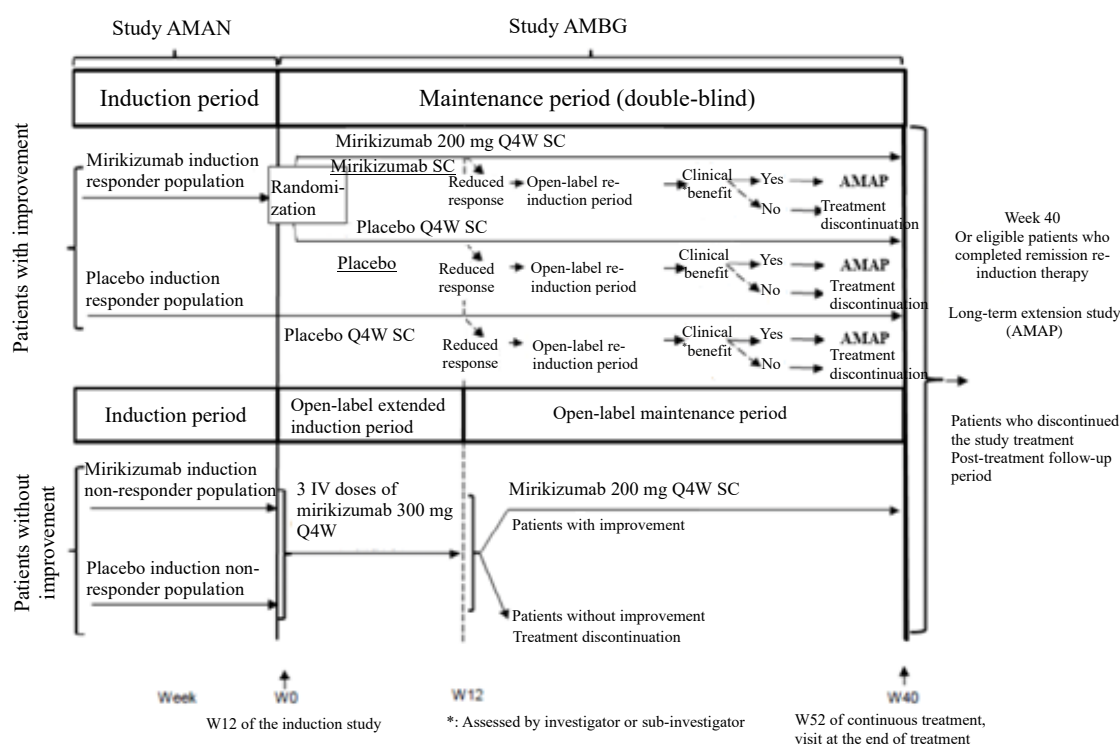 Study AMAN
Study AMBG
Induction period
Maintenance period (double-blind)
Patients with improvement
Mirikizumab induction
responder population
Randomi-
zation
Mirikizumab 200 mg Q4W SC
Mirikizumab SC
Reduced
response
Open-label re-
induction period
Clinical
*benefit
Yes
AMAP
No
Treatment
discontinuation
Placebo Q4W SC
Placebo
Reduced
response
Open-label re-
induction period
Clinical
*benefit
Yes
AMAP
No
Treatment
discontinuation
Placebo induction
responder population
Placebo Q4W SC
Reduced
response
Open-label re-
induction period
Clinical
*benefit
Yes
AMAP
No
Treatment
discontinuation
Week 40
Or eligible patients who
completed remission re-
induction therapy
Long-term extension study
(AMAP)
Patients who discontinued
the study treatment
Post-treatment follow-up
period
Induction period
Open-label extended
induction period
Open-label maintenance period
Patients without
improvement
Mirikizumab induction
non-responder population
Placebo induction non-
responder population
3 IV doses of
mirikizumab 300 mg
Q4W
Mirikizumab 200 mg Q4W SC
Patients with improvement
Patients without improvement
Treatment discontinuation
Week
W0
W12
W40
W12 of the induction study
*: Assessed by investigator or sub-investigator
W52 of continuous treatment,
visit at the end of treatment